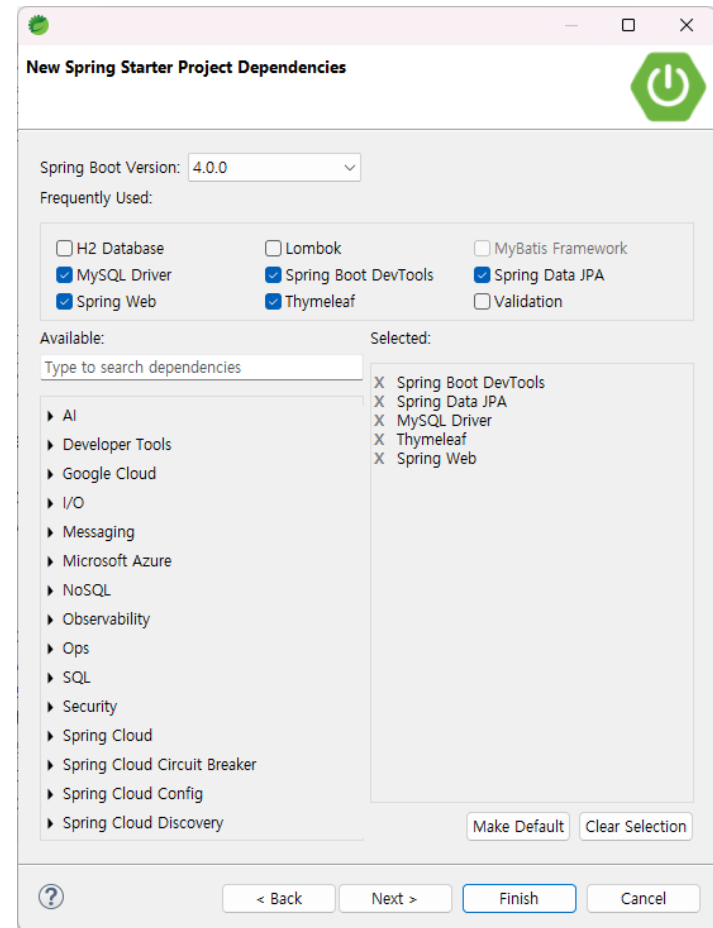 New Spring Starter Project Dependencies
Spring Boot Version: 4.0.0
Frequently Used:
H2 Database Lombok MyBatis Framework
MySQL Driver Spring Boot DevTools Spring Data JPA
Spring Web Thymeleaf Validation
Available:
Type to search dependencies
AI
Developer Tools
Google Cloud
I/O
Messaging
Microsoft Azure
NoSQL
Observability
Ops
SQL
Security
Spring Cloud
Spring Cloud Circuit Breaker
Spring Cloud Config
Spring Cloud Discovery
Selected:
X Spring Boot DevTools
X Spring Data JPA
X MySQL Driver
X Thymeleaf
X Spring Web
Make Default Clear Selection
? < Back Next > Finish Cancel